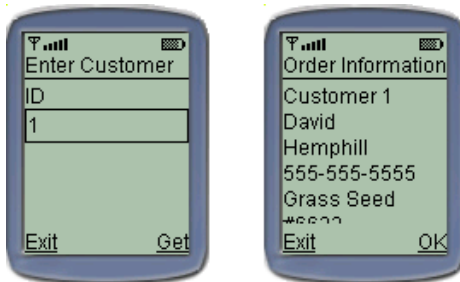 Enter Customer
ID
1
Exit Get
Order Information
Customer 1
David
Hemphill
555-555-5555
Grass Seed
Exit OK